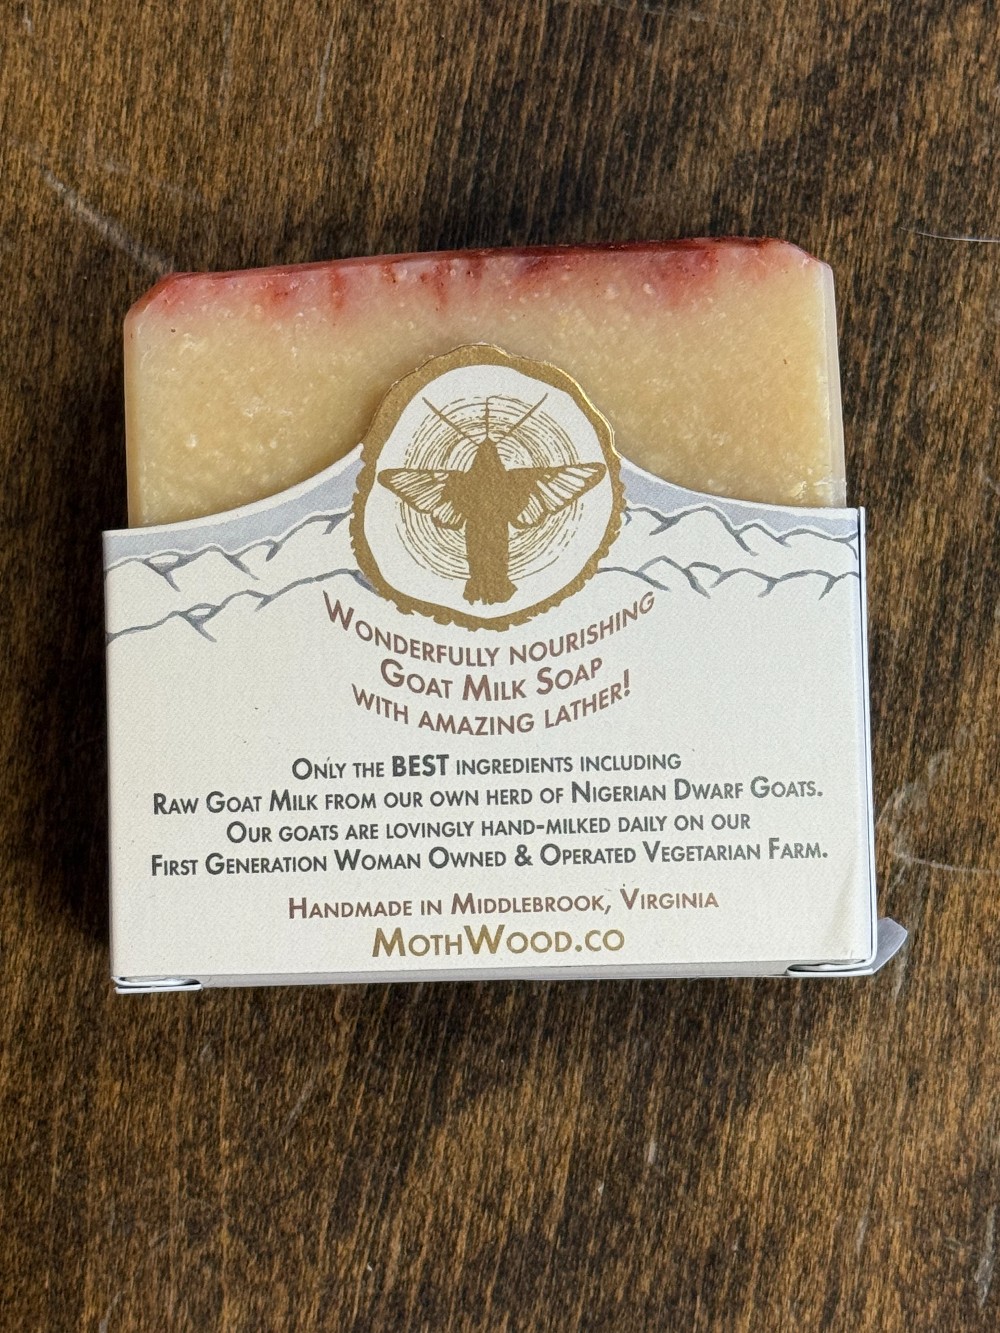 Wonderfully nourishing
Goat Milk Soap
with amazing lather!
Only the BEST ingredients including
Raw Goat Milk from our own herd of Nigerian Dwarf Goats.
Our goats are lovingly hand-milked daily on our
First Generation Woman Owned & Operated Vegetarian Farm.
Handmade in Middlebrook, Virginia
MothWood.co